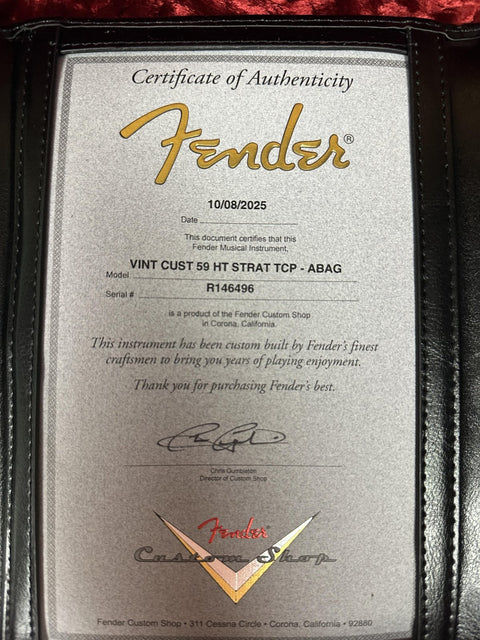 Certificate of Authenticity
Fender®
10/08/2025
Date
This document certifies that this
Fender Musical Instrument.
VINT CUST 59 HT STRAT TCP - ABAG
Model
R146496
Serial #
is a product of the Fender Custom Shop
in Corona, California.
This instrument has been custom built by Fender's finest
craftsmen to bring you years of playing enjoyment.
Thank you for purchasing Fender's best.
Chris Gumbleton
Director of Custom Shop
Fender
Custom Shop
Fender Custom Shop • 311 Cessna Circle • Corona, California • 92880